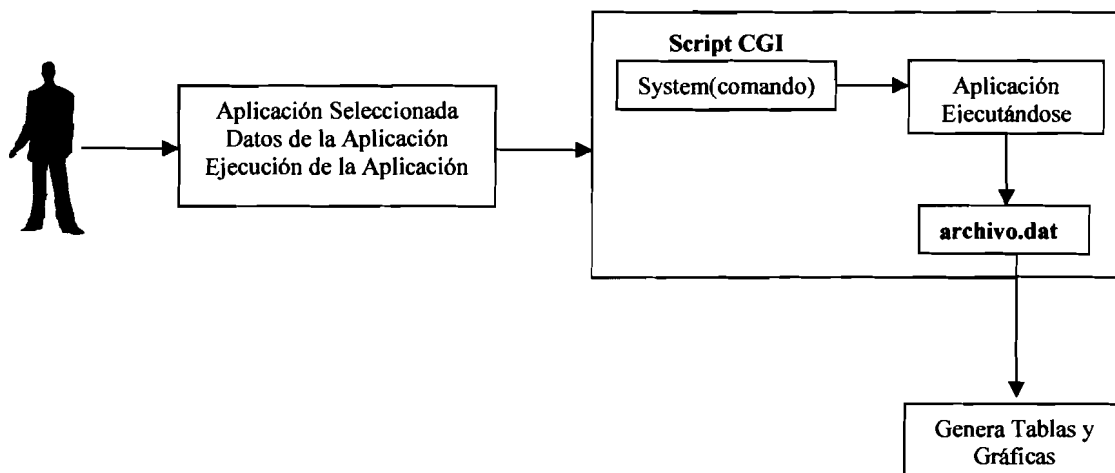 Script CGI
System(comando)
Aplicación
Ejecutándose
Aplicación Seleccionada
Datos de la Aplicación
Ejecución de la Aplicación
archivo.dat
Genera Tablas y
Gráficas